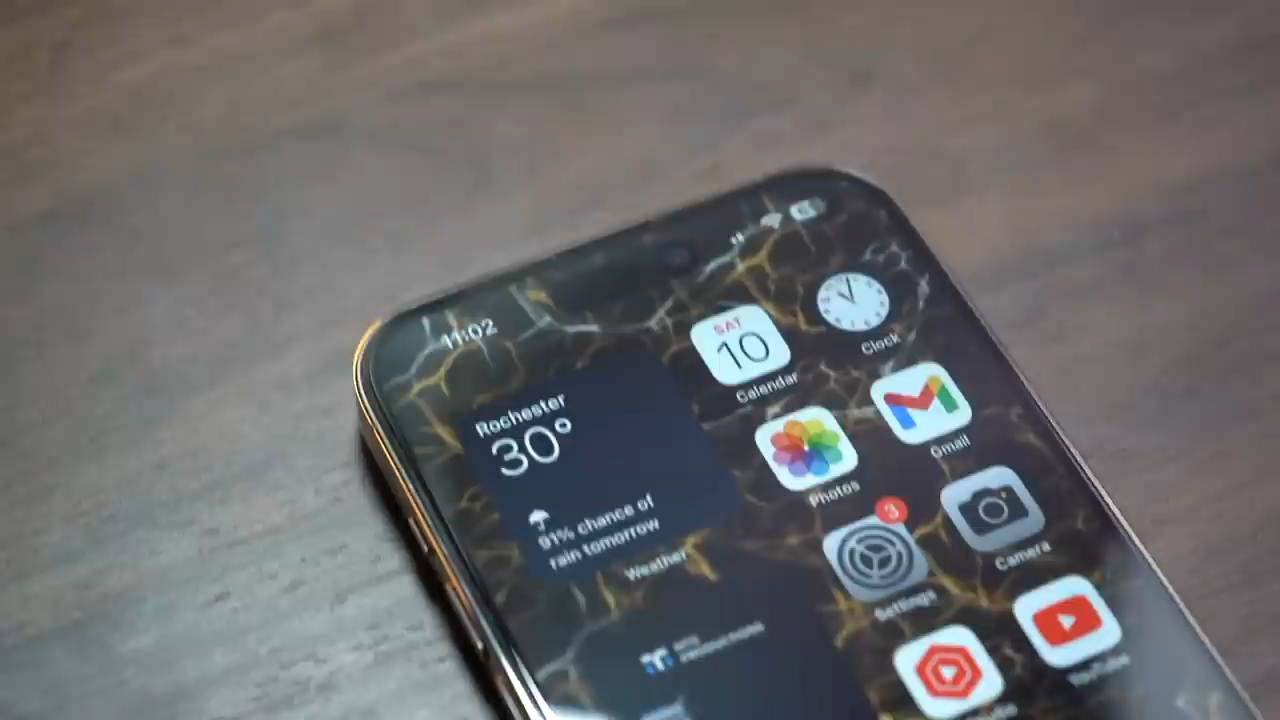 11:02
SAT
10
Calendar
Clock
Rochester
30°
91% chance of
rain tomorrow
Weather
Photos
Gmail
3
Settings
Camera
PRODUCTIONS
YouTube